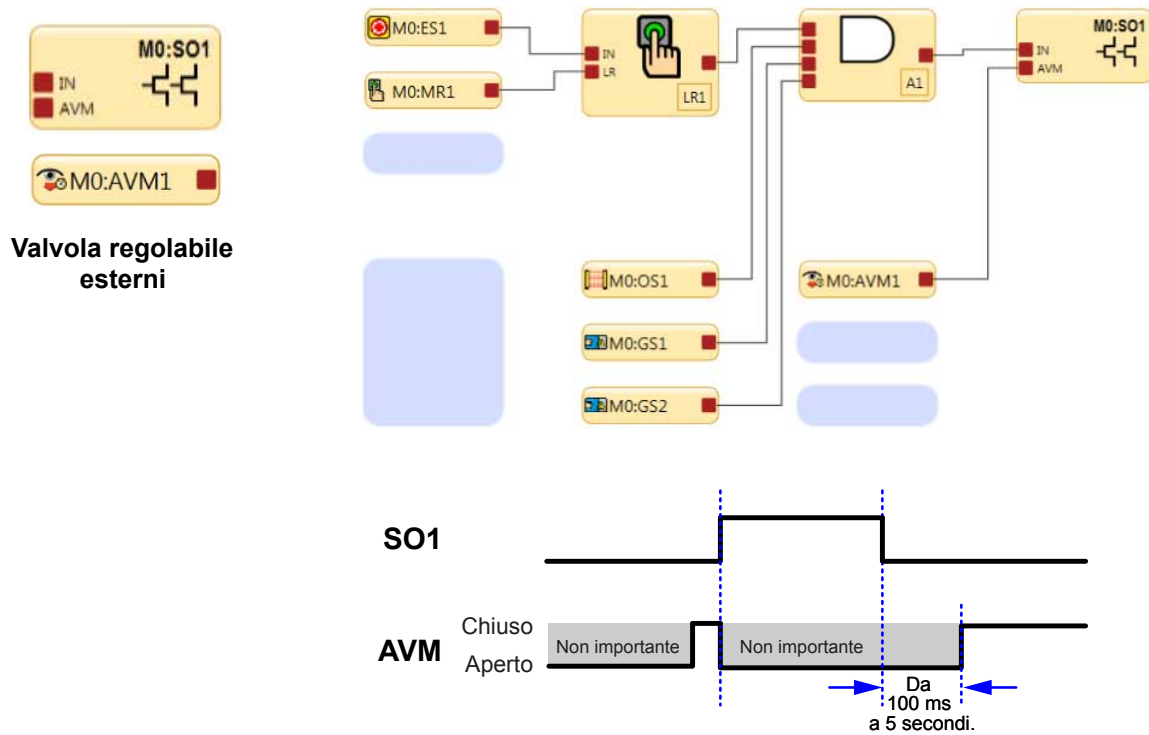 M0:SO1
IN
AVM
M0:AVM1
Valvola regolabile
esterni
M0:ES1
M0:MR1
IN
LR
LR1
A1
M0:SO1
IN
AVM
M0:OS1
M0:AVM1
M0:GS1
M0:GS2
SO1
AVM
Chiuso
Aperto
Non importante
Non importante
Da
100 ms
a 5 secondi.